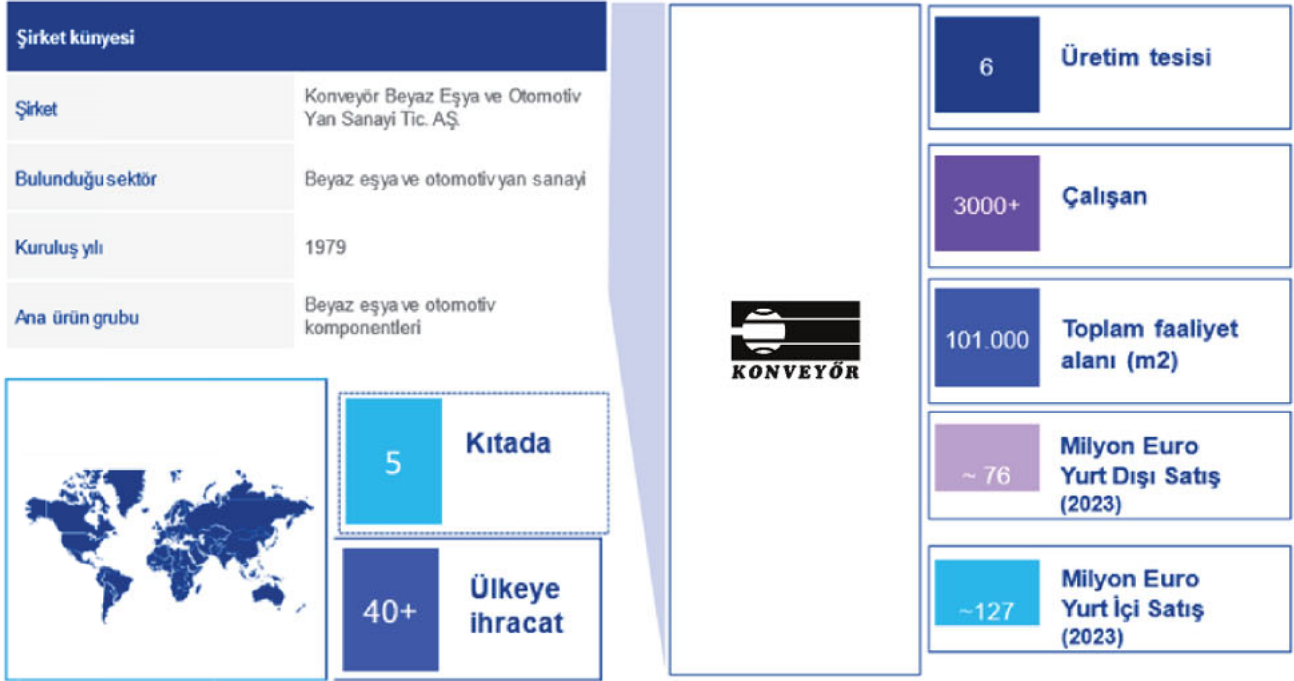 Şirket künyesi
Şirket
Konveyör Beyaz Eşya ve Otomotiv
Yan Sanayi Tic. AŞ.
Bulunduğu sektör
Beyaz eşya ve otomotiv yan sanayi
Kuruluş yılı
1979
Ana ürün grubu
Beyaz eşya ve otomotiv
komponentleri
5
Kıtada
40+
Ülkeye
ihracat
KONVEYÖR
6
Üretim tesisi
3000+
Çalışan
101.000
Toplam faaliyet
alanı (m2)
~ 76
Milyon Euro
Yurt Dışı Satış
(2023)
~127
Milyon Euro
Yurt İçi Satış
(2023)